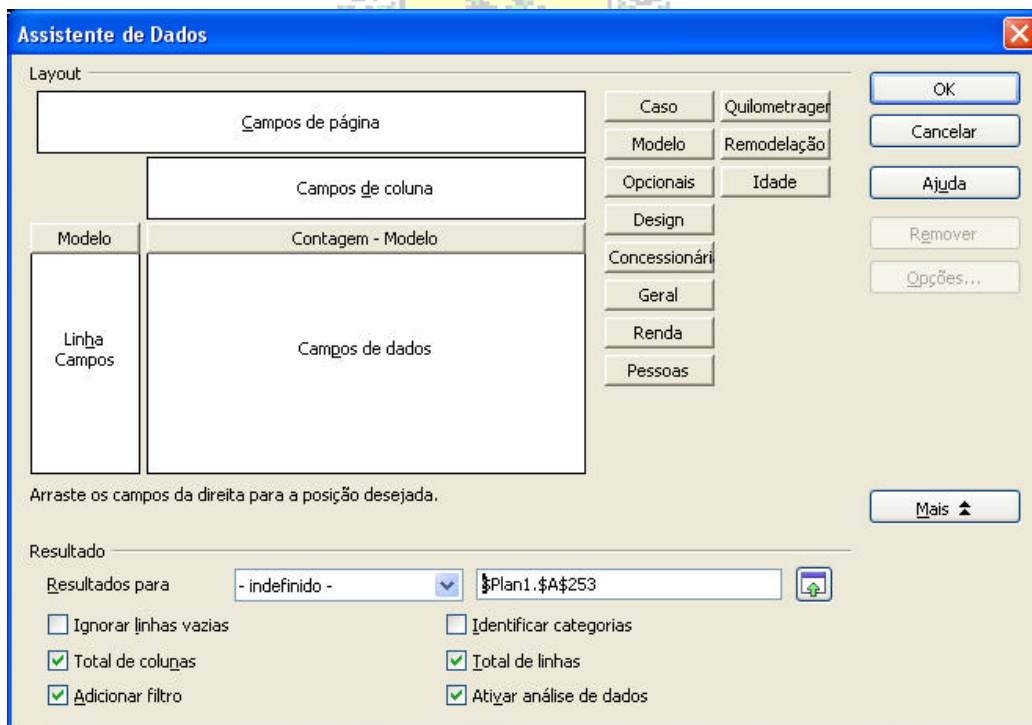 Assistente de Dados
Layout
Campos de página
Campos de coluna
Modelo
Contagem - Modelo
Linha
Campos
Campos de dados
Caso
Quilometrager
Modelo
Remodelação
Opcionais
Idade
Design
Concessionári
Geral
Renda
Pessoas
OK
Cancelar
Ajuda
Remover
Opções...
Arraste os campos da direita para a posição desejada.
Mais
Resultado
Resultados para
- indefinido -
$Plan1.$A$253
Ignorar linhas vazias
Identificar categorias
Total de colunas
Total de linhas
Adicionar filtro
Ativar análise de dados